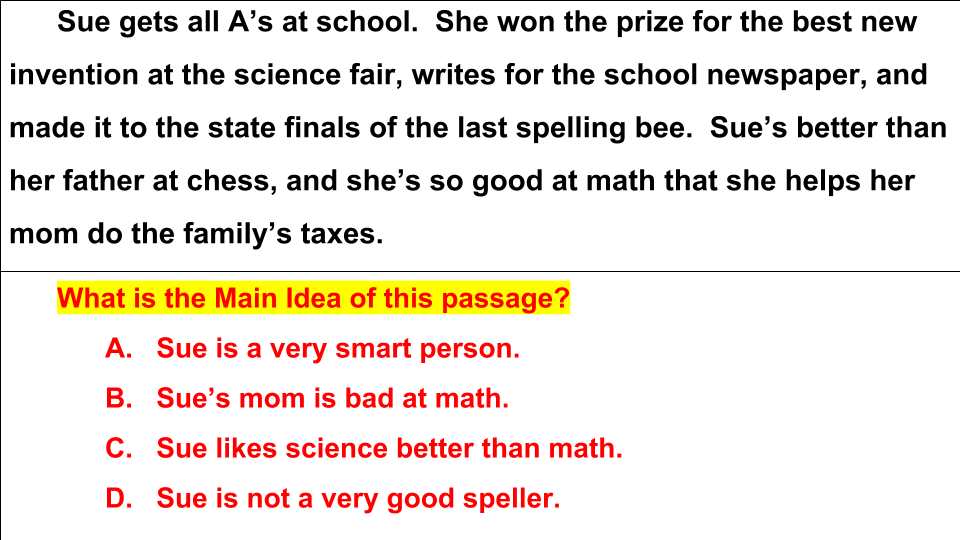 Sue gets all A’s at school.  She won the prize for the best new
invention at the science fair, writes for the school newspaper, and
made it to the state finals of the last spelling bee.  Sue’s better than
her father at chess, and she’s so good at math that she helps her
mom do the family’s taxes.
What is the Main Idea of this passage?
A. Sue is a very smart person.
B. Sue’s mom is bad at math.
C. Sue likes science better than math.
D. Sue is not a very good speller.